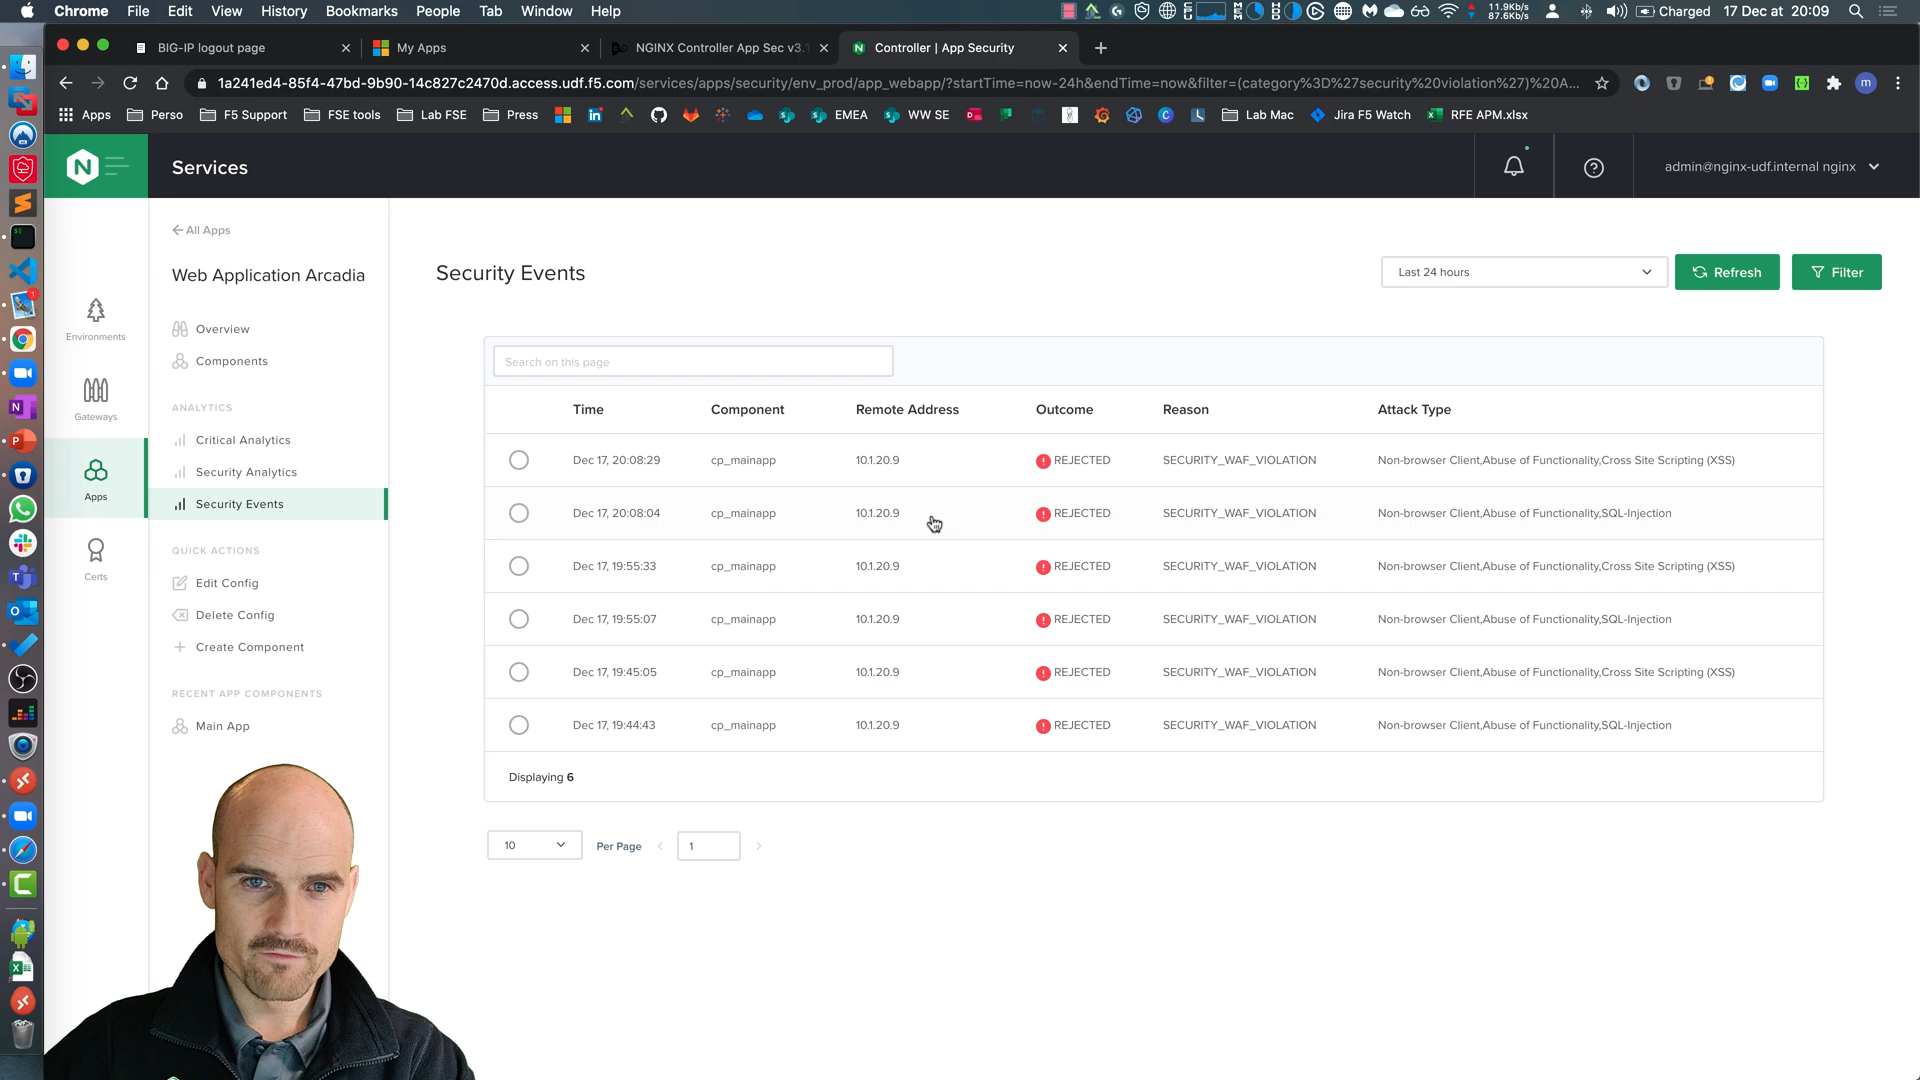 Chrome File Edit View History Bookmarks People Tab Window Help
11.9Kb/s
87.6Kb/s
Charged 17 Dec at 20:09
BIG-IP logout page
My Apps
NGINX Controller App Sec v3.1
Controller | App Security
1a241ed4-85f4-47bd-9b90-14c827c2470d.access.udf.f5.com/services/apps/security/env_prod/app_webapp/?startTime=now-24h&endTime=now&filter=(category%3D%27security%20violation%27)%20A...
Apps Perso F5 Support FSE tools Lab FSE Press EMEA WW SE Lab Mac Jira F5 Watch RFE APM.xlsx
Services
admin@nginx-udf.internal nginx
All Apps
Web Application Arcadia
Overview
Components
ANALYTICS
Critical Analytics
Security Analytics
Security Events
QUICK ACTIONS
Edit Config
Delete Config
Create Component
RECENT APP COMPONENTS
Main App
Environments
Gateways
Apps
Certs
Security Events
Last 24 hours
Refresh
Filter
Search on this page
Time Component Remote Address Outcome Reason Attack Type
Dec 17, 20:08:29 cp_mainapp 10.1.20.9 REJECTED SECURITY_WAF_VIOLATION Non-browser Client,Abuse of Functionality,Cross Site Scripting (XSS)
Dec 17, 20:08:04 cp_mainapp 10.1.20.9 REJECTED SECURITY_WAF_VIOLATION Non-browser Client,Abuse of Functionality,SQL-Injection
Dec 17, 19:55:33 cp_mainapp 10.1.20.9 REJECTED SECURITY_WAF_VIOLATION Non-browser Client,Abuse of Functionality,Cross Site Scripting (XSS)
Dec 17, 19:55:07 cp_mainapp 10.1.20.9 REJECTED SECURITY_WAF_VIOLATION Non-browser Client,Abuse of Functionality,SQL-Injection
Dec 17, 19:45:05 cp_mainapp 10.1.20.9 REJECTED SECURITY_WAF_VIOLATION Non-browser Client,Abuse of Functionality,Cross Site Scripting (XSS)
Dec 17, 19:44:43 cp_mainapp 10.1.20.9 REJECTED SECURITY_WAF_VIOLATION Non-browser Client,Abuse of Functionality,SQL-Injection
Displaying 6
10 Per Page 1